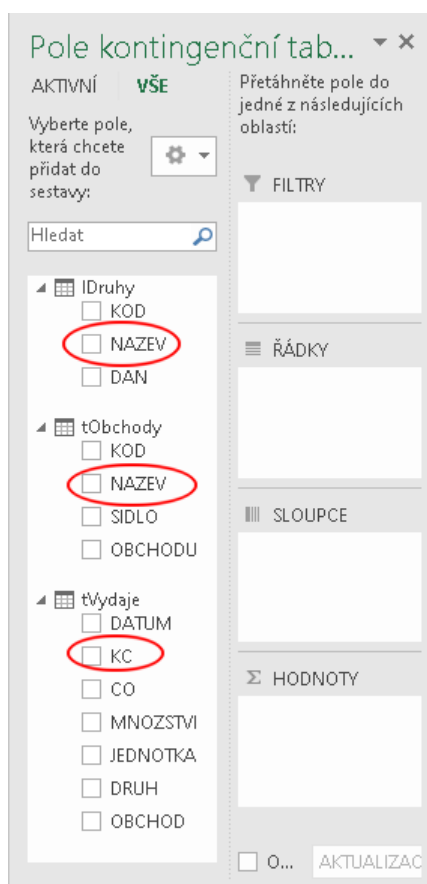 Pole kontingenční tab...
AKTIVNÍ VŠE
Vyberte pole,
která chcete
přidat do
sestavy:
Hledat
lDruhy
KOD
NAZEV
DAN
tObchody
KOD
NAZEV
SIDLO
OBCHODU
tVydaje
DATUM
KC
CO
MNOZSTVI
JEDNOTKA
DRUH
OBCHOD
Přetáhněte pole do
jedné z následujících
oblastí:
FILTRY
ŘÁDKY
SLOUPCE
Σ HODNOTY
O... AKTUALIZAC